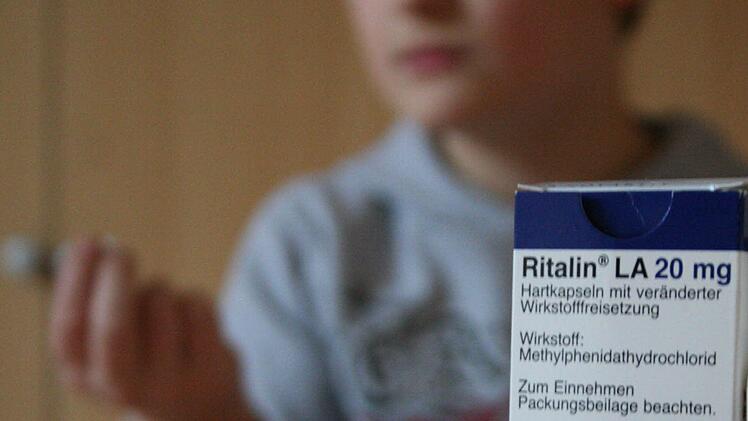 Ritalin® LA 20 mg
Hartkapseln mit veränderter
Wirkstofffreisetzung
Wirkstoff:
Methylphenidathydrochlorid
Zum Einnehmen
Packungsbeilage beachten.